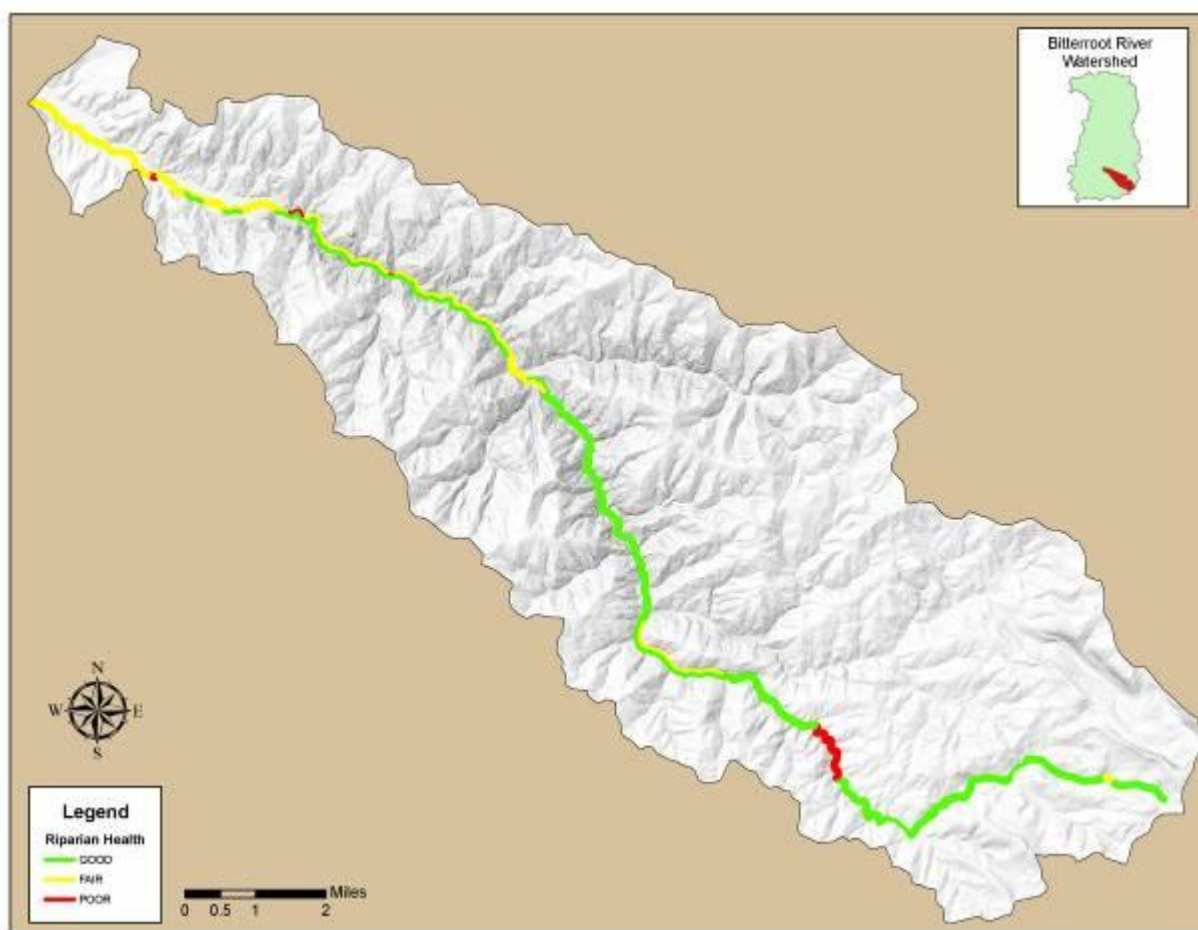 Bitterroot River
Watershed
N
W E
S
Legend
Riparian Health
GOOD
FAIR
POOR
Miles
0 0.5 1 2